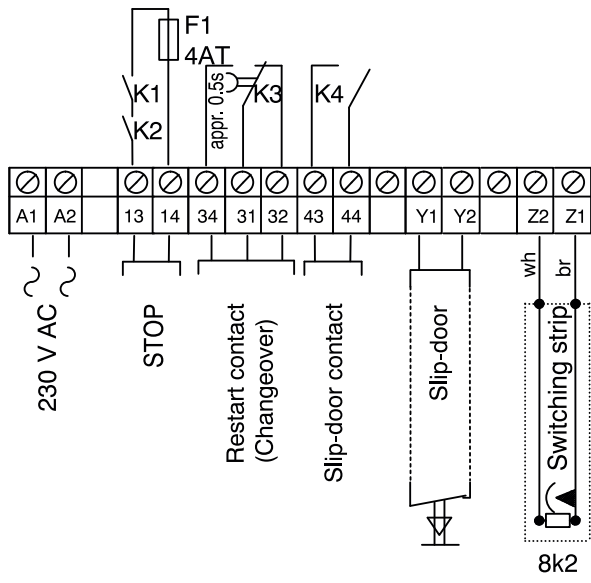 F1
4AT
K1
K2
appr. 0.5s
K3
K4
A1 A2 13 14 34 31 32 43 44 Y1 Y2 Z2 Z1
230 V AC
STOP
Restart contact
(Changeover)
Slip-door contact
Slip-door
wh
br
Switching strip
8k2